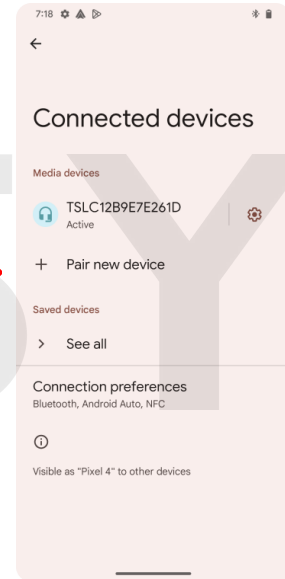 7:18
Connected devices
Media devices
TSLC12B9E7E261D
Active
Pair new device
Saved devices
See all
Connection preferences
Bluetooth, Android Auto, NFC
Visible as "Pixel 4" to other devices